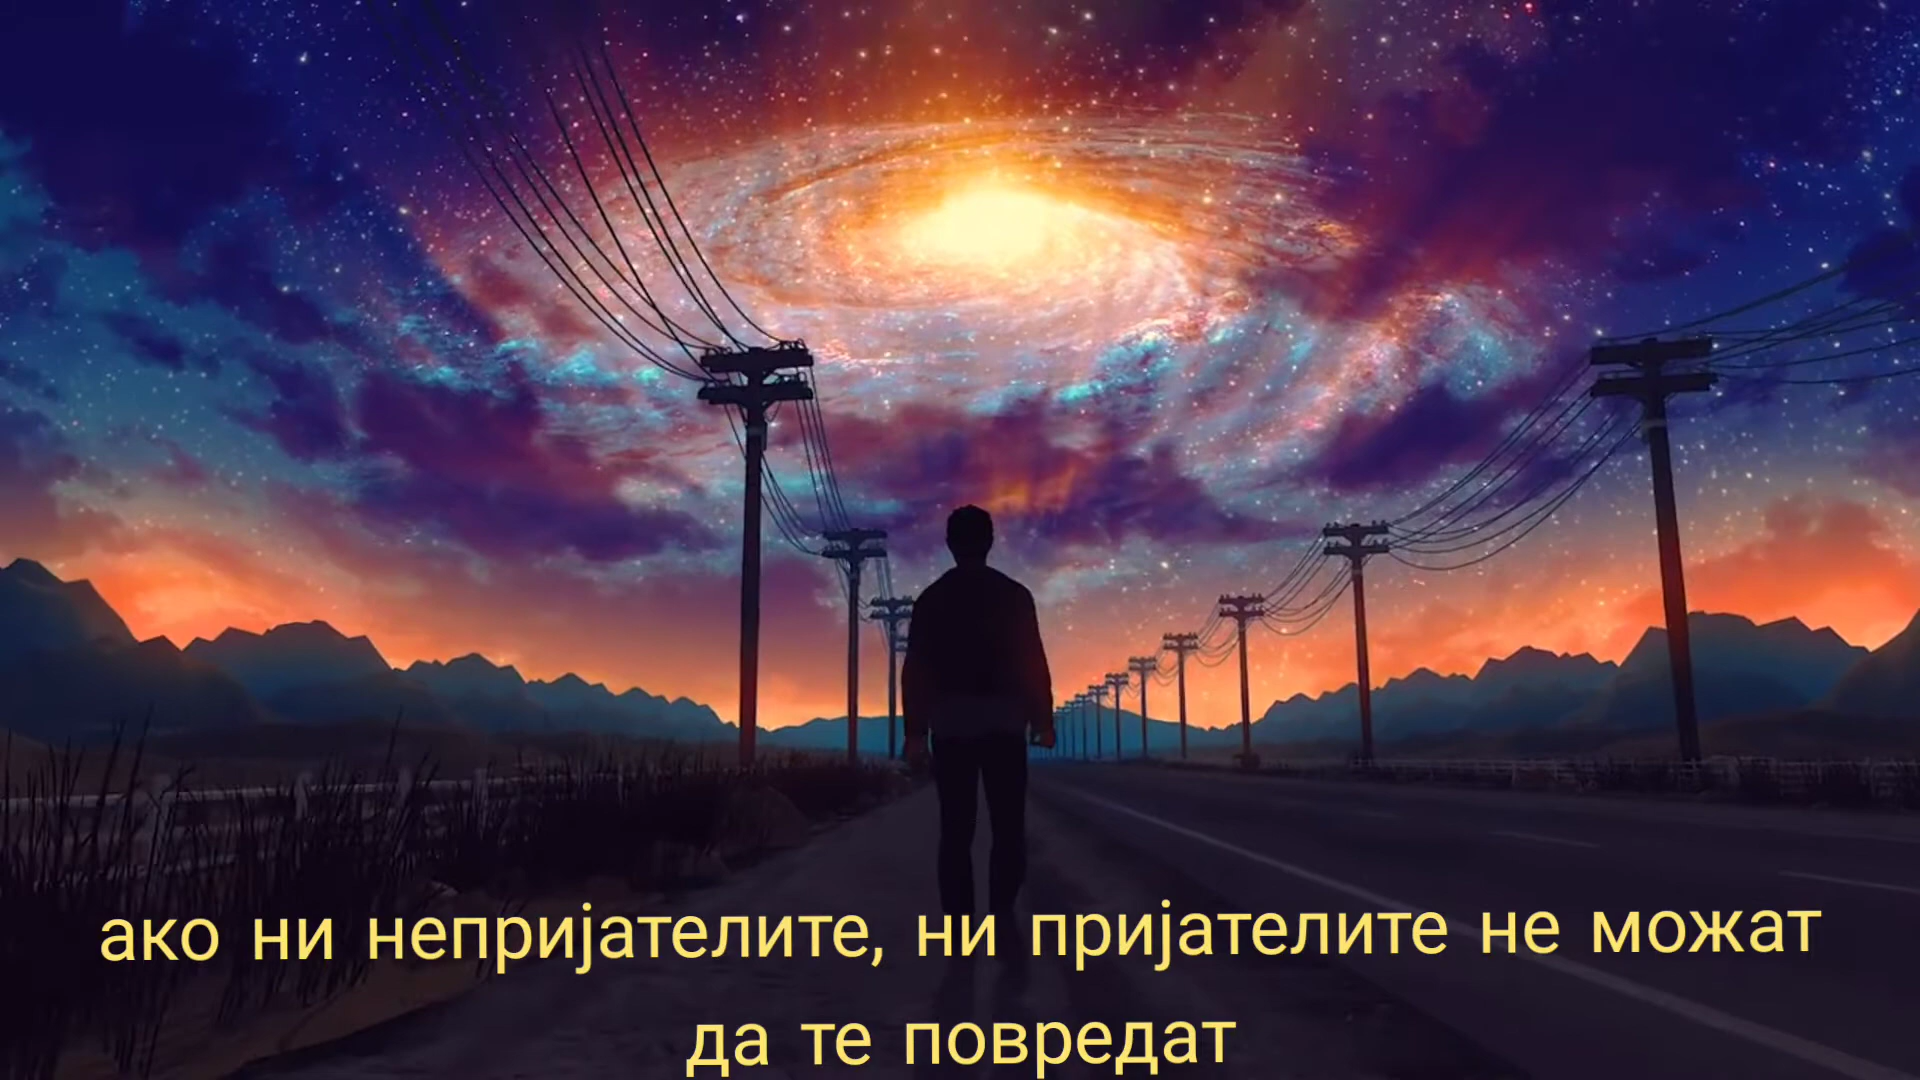 ако ни непријателите, ни пријателите не можат
да те повредат